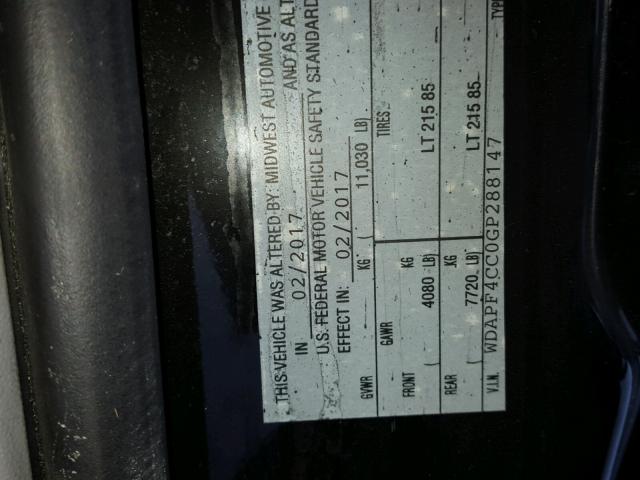 THIS VEHICLE WAS ALTERED BY: MIDWEST AUTOMOTIVE
IN 02/2017 AND AS ALT
U.S. FEDERAL MOTOR VEHICLE SAFETY STANDARD
EFFECT IN: 02/2017
GVWR KG 11,030 LB)
GAWR TIRES
FRONT KG 4080 LB) LT 215 85
REAR KG 7720 LB) LT 215 85
V.I.N. WDAPF4CC0GP288147 TYP